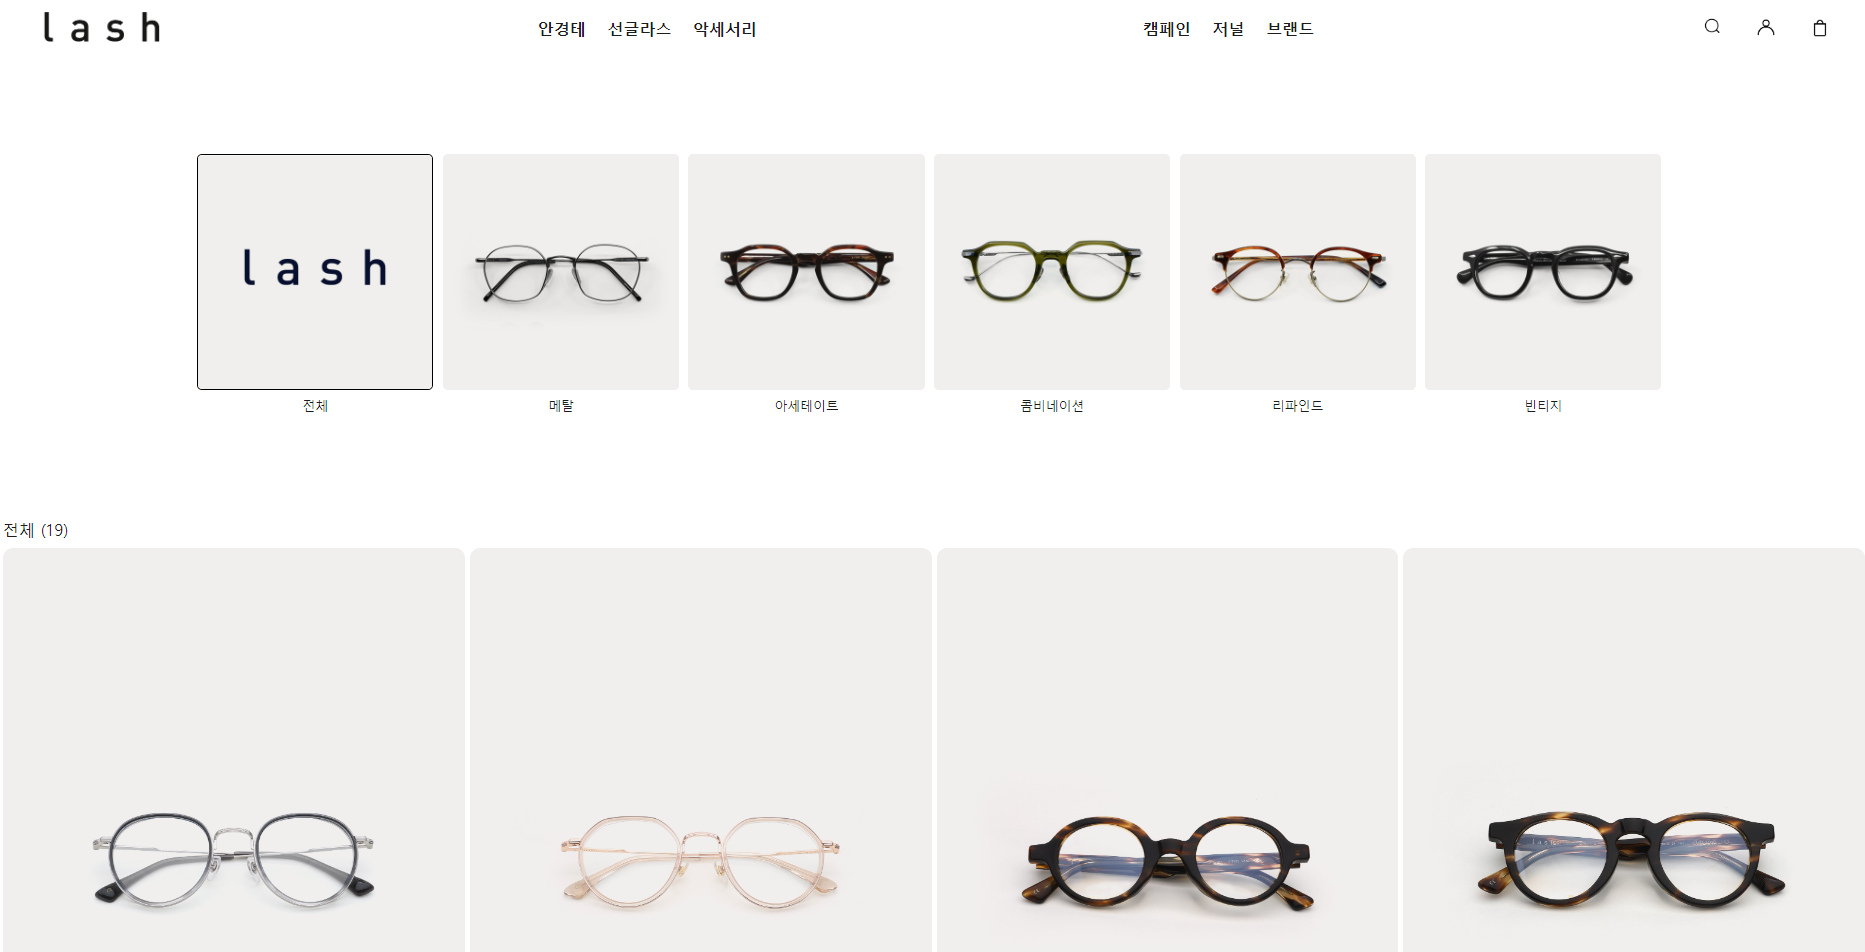 lash
안경테 선글라스 악세서리 캠페인 저널 브랜드
lash
전체 메탈 아세테이트 콤비네이션 리파인드 빈티지
전체 (19)